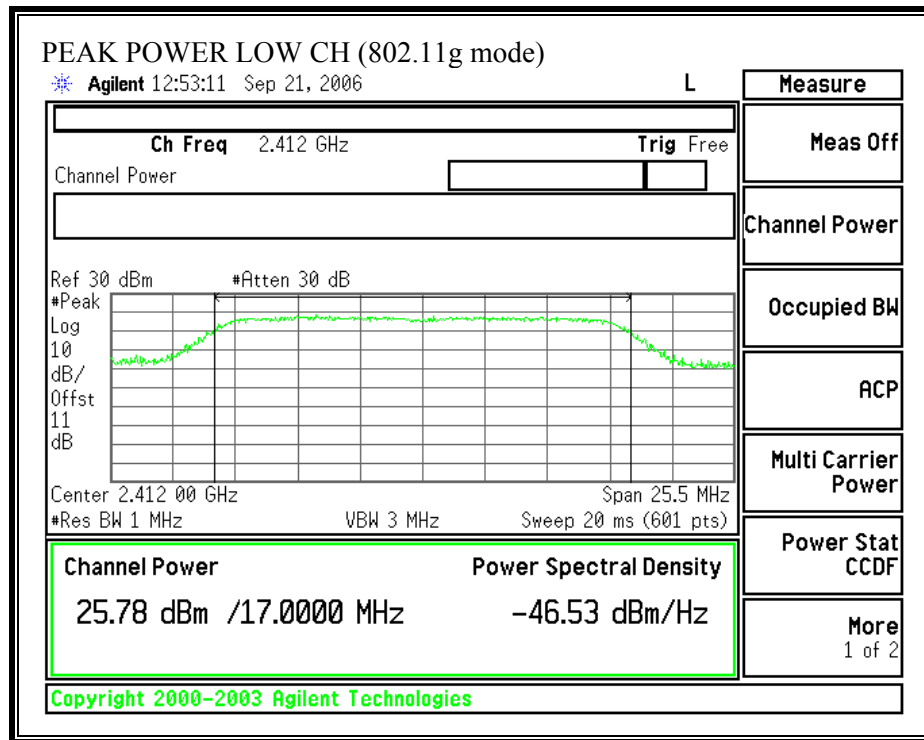 PEAK POWER LOW CH (802.11g mode)
Agilent 12:53:11 Sep 21, 2006 L
Measure
Ch Freq 2.412 GHz Trig Free
Channel Power
Meas Off
Channel Power
Occupied BW
ACP
Multi Carrier
Power
Power Stat
CCDF
More
1 of 2
Ref 30 dBm #Atten 30 dB
#Peak
Log
10
dB/
Offst
11
dB
Center 2.412 00 GHz Span 25.5 MHz
#Res BW 1 MHz VBW 3 MHz Sweep 20 ms (601 pts)
Channel Power Power Spectral Density
25.78 dBm /17.0000 MHz -46.53 dBm/Hz
Copyright 2000-2003 Agilent Technologies